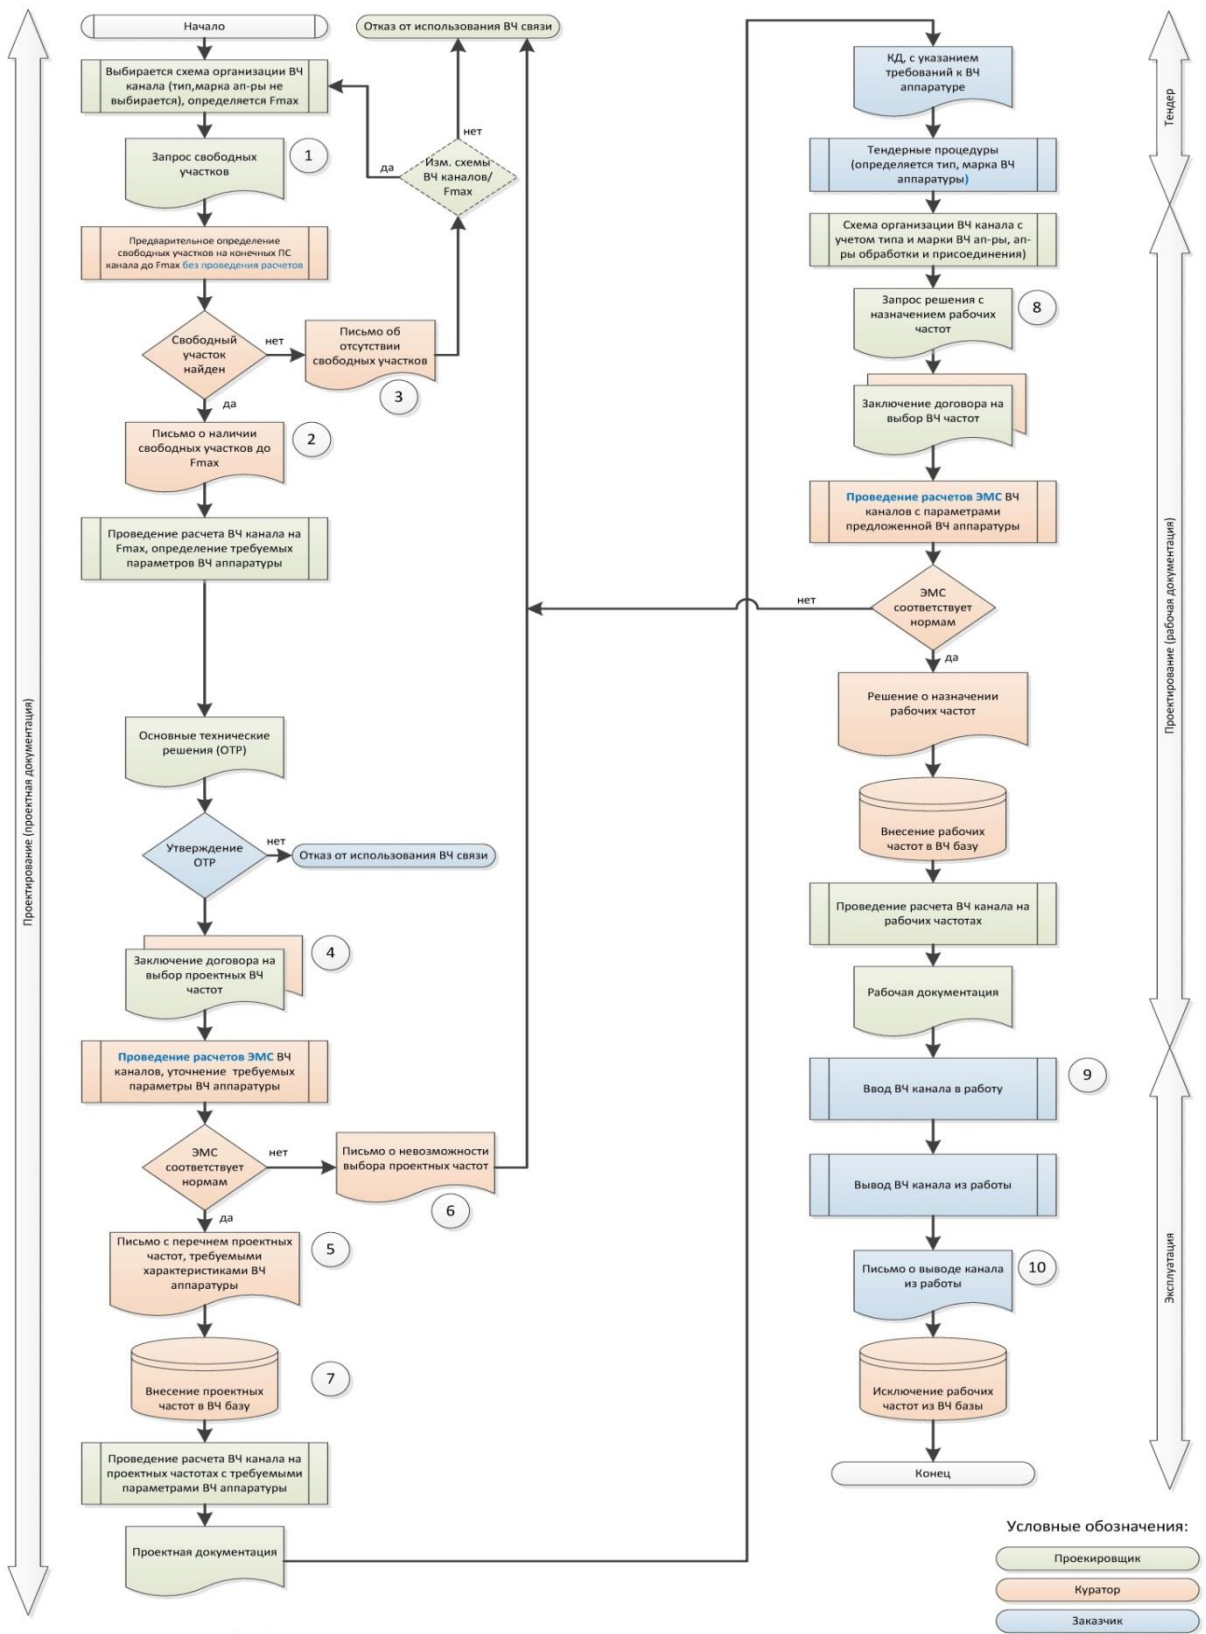 Начало
Отказ от использования ВЧ связи
Выбирается схема организации ВЧ
канала (тип,марка ап-ры не
выбирается), определяется Fmax
нет
да
Изм. схемы
ВЧ каналов/
Fmax
Запрос свободных
участков
1
Предварительное определение
свободных участков на конечных ПС
канала до Fmax без проведения расчетов
Свободный
участок
найден
нет
Письмо об
отсутствии
свободных участков
3
да
Письмо о наличии
свободных участков до
Fmax
2
Проведение расчета ВЧ канала на
Fmax, определение требуемых
параметров ВЧ аппаратуры
Основные технические
решения (ОТР)
Утверждение
ОТР
нет
Отказ от использования ВЧ связи
Заключение договора на
выбор проектных ВЧ
частот
4
Проведение расчетов ЭМС ВЧ
каналов, уточнение требуемых
параметры ВЧ аппаратуры
ЭМС
соответствует
нормам
нет
Письмо о невозможности
выбора проектных частот
6
да
Письмо с перечнем проектных
частот, требуемыми
характеристиками ВЧ
аппаратуры
5
Внесение проектных
частот в ВЧ базу
7
Проведение расчета ВЧ канала на
проектных частотах с требуемыми
параметрами ВЧ аппаратуры
Проектная документация
Проектирование (проектная документация)
КД, с указанием
требований к ВЧ
аппаратуре
Тендерные процедуры
(определяется тип, марка ВЧ
аппаратуры)
Схема организации ВЧ канала с
учетом типа и марки ВЧ ап-ры, ап-
ры обработки и присоединения)
Запрос решения с
назначением рабочих
частот
8
Заключение договора на
выбор ВЧ частот
Проведение расчетов ЭМС ВЧ
каналов с параметрами
предложенной ВЧ аппаратуры
ЭМС
соответствует
нормам
нет
да
Решение о назначении
рабочих частот
Внесение рабочих
частот в ВЧ базу
Проведение расчета ВЧ канала на
рабочих частотах
Рабочая документация
Ввод ВЧ канала в работу
9
Вывод ВЧ канала из работы
Письмо о выводе канала
из работы
10
Исключение рабочих
частот из ВЧ базы
Конец
Тендер
Проектирование (рабочая документация)
Эксплуатация
Условные обозначения:
Проекировщик
Куратор
Заказчик